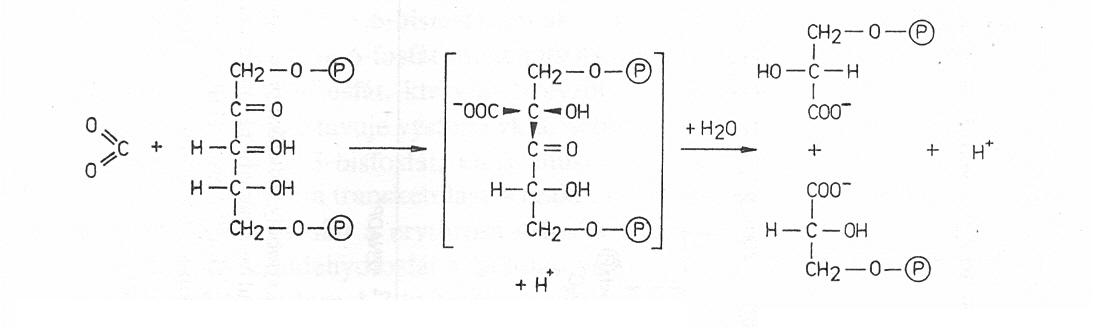 O
C
O
+
CH2—O—P
C=O
H—C=OH
H—C—OH
CH2—O—P
CH2—O—P
⁻OOC C OH
C=O
H—C—OH
CH2—O—P
+ H⁺
+ H2O
CH2—O—P
HO—C—H
COO⁻
+
COO⁻
H—C—OH
CH2—O—P
+ H⁺